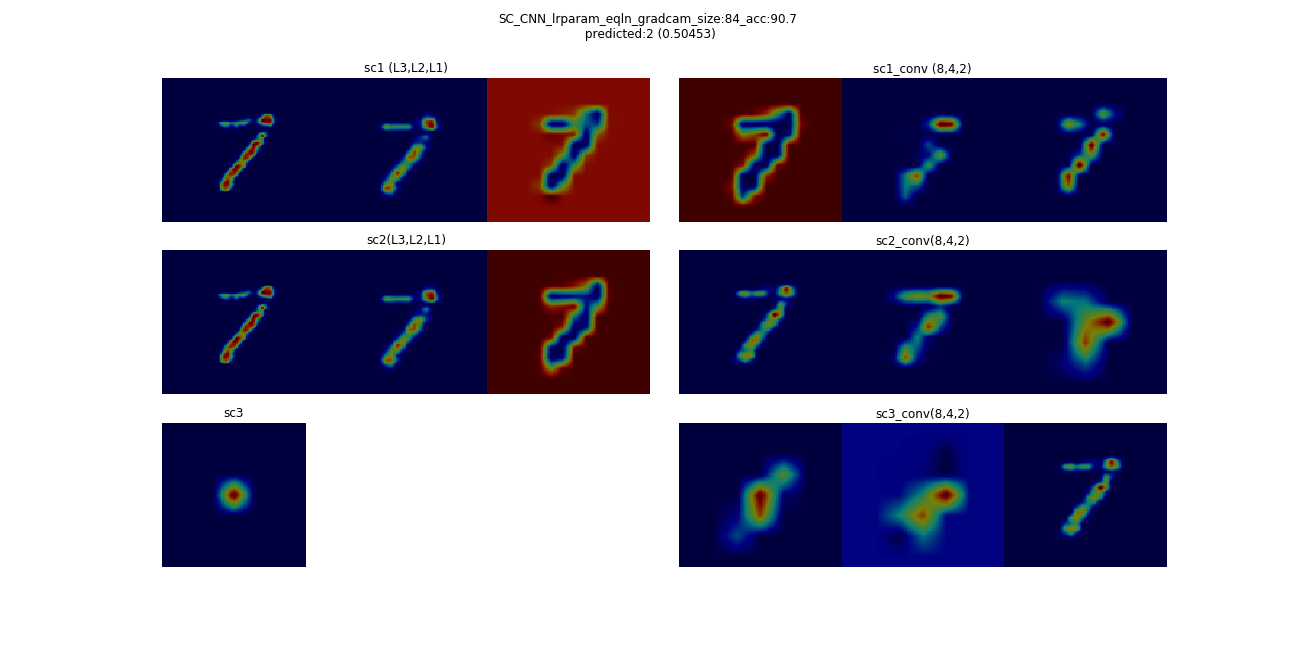 SC_CNN_lrparam_eqln_gradcam_size:84_acc:90.7
predicted:2 (0.50453)
sc1 (L3,L2,L1)
sc1_conv (8,4,2)
sc2(L3,L2,L1)
sc2_conv(8,4,2)
sc3
sc3_conv(8,4,2)